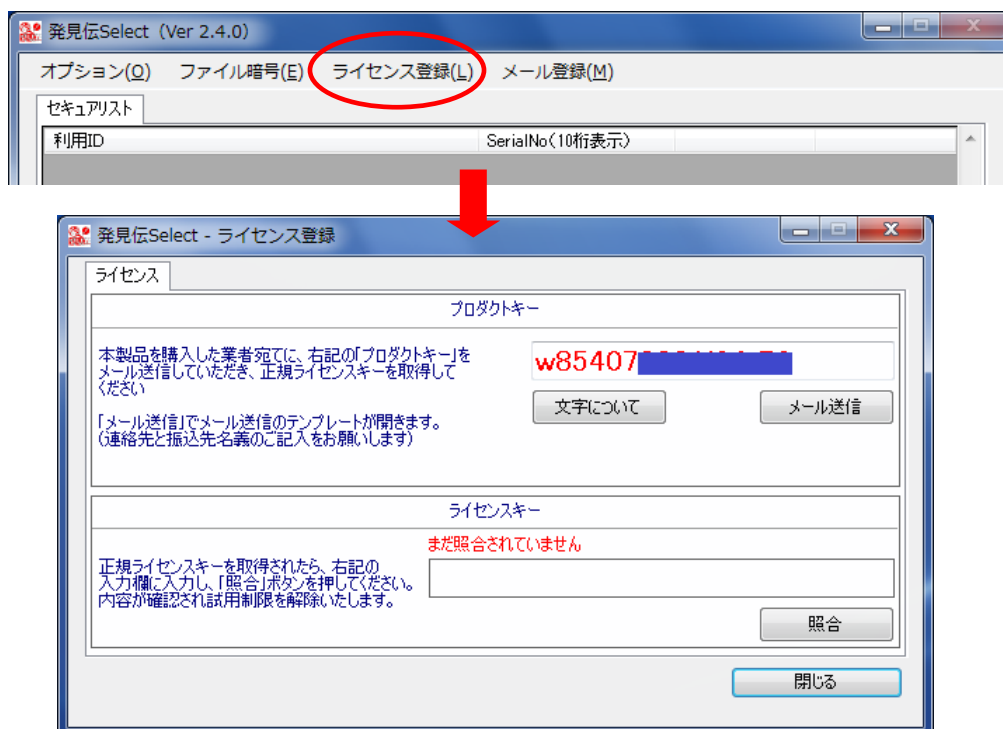 発見伝Select（Ver 2.4.0）
オプション(O) ファイル暗号(E) ライセンス登録(L) メール登録(M)
セキュアリスト
利用ID SerialNo(10桁表示)
発見伝Select - ライセンス登録
ライセンス
プロダクトキー
本製品を購入した業者宛てに、右記の「プロダクトキー」を
メール送信していただき、正規ライセンスキーを取得して
ください
「メール送信」でメール送信のテンプレートが開きます。
(連絡先と振込先名義のご記入をお願いします)
w85407
文字について メール送信
ライセンスキー
まだ照合されていません
正規ライセンスキーを取得されたら、右記の
入力欄に入力し、「照合」ボタンを押してください。
内容が確認され試用制限を解除いたします。
照合
閉じる